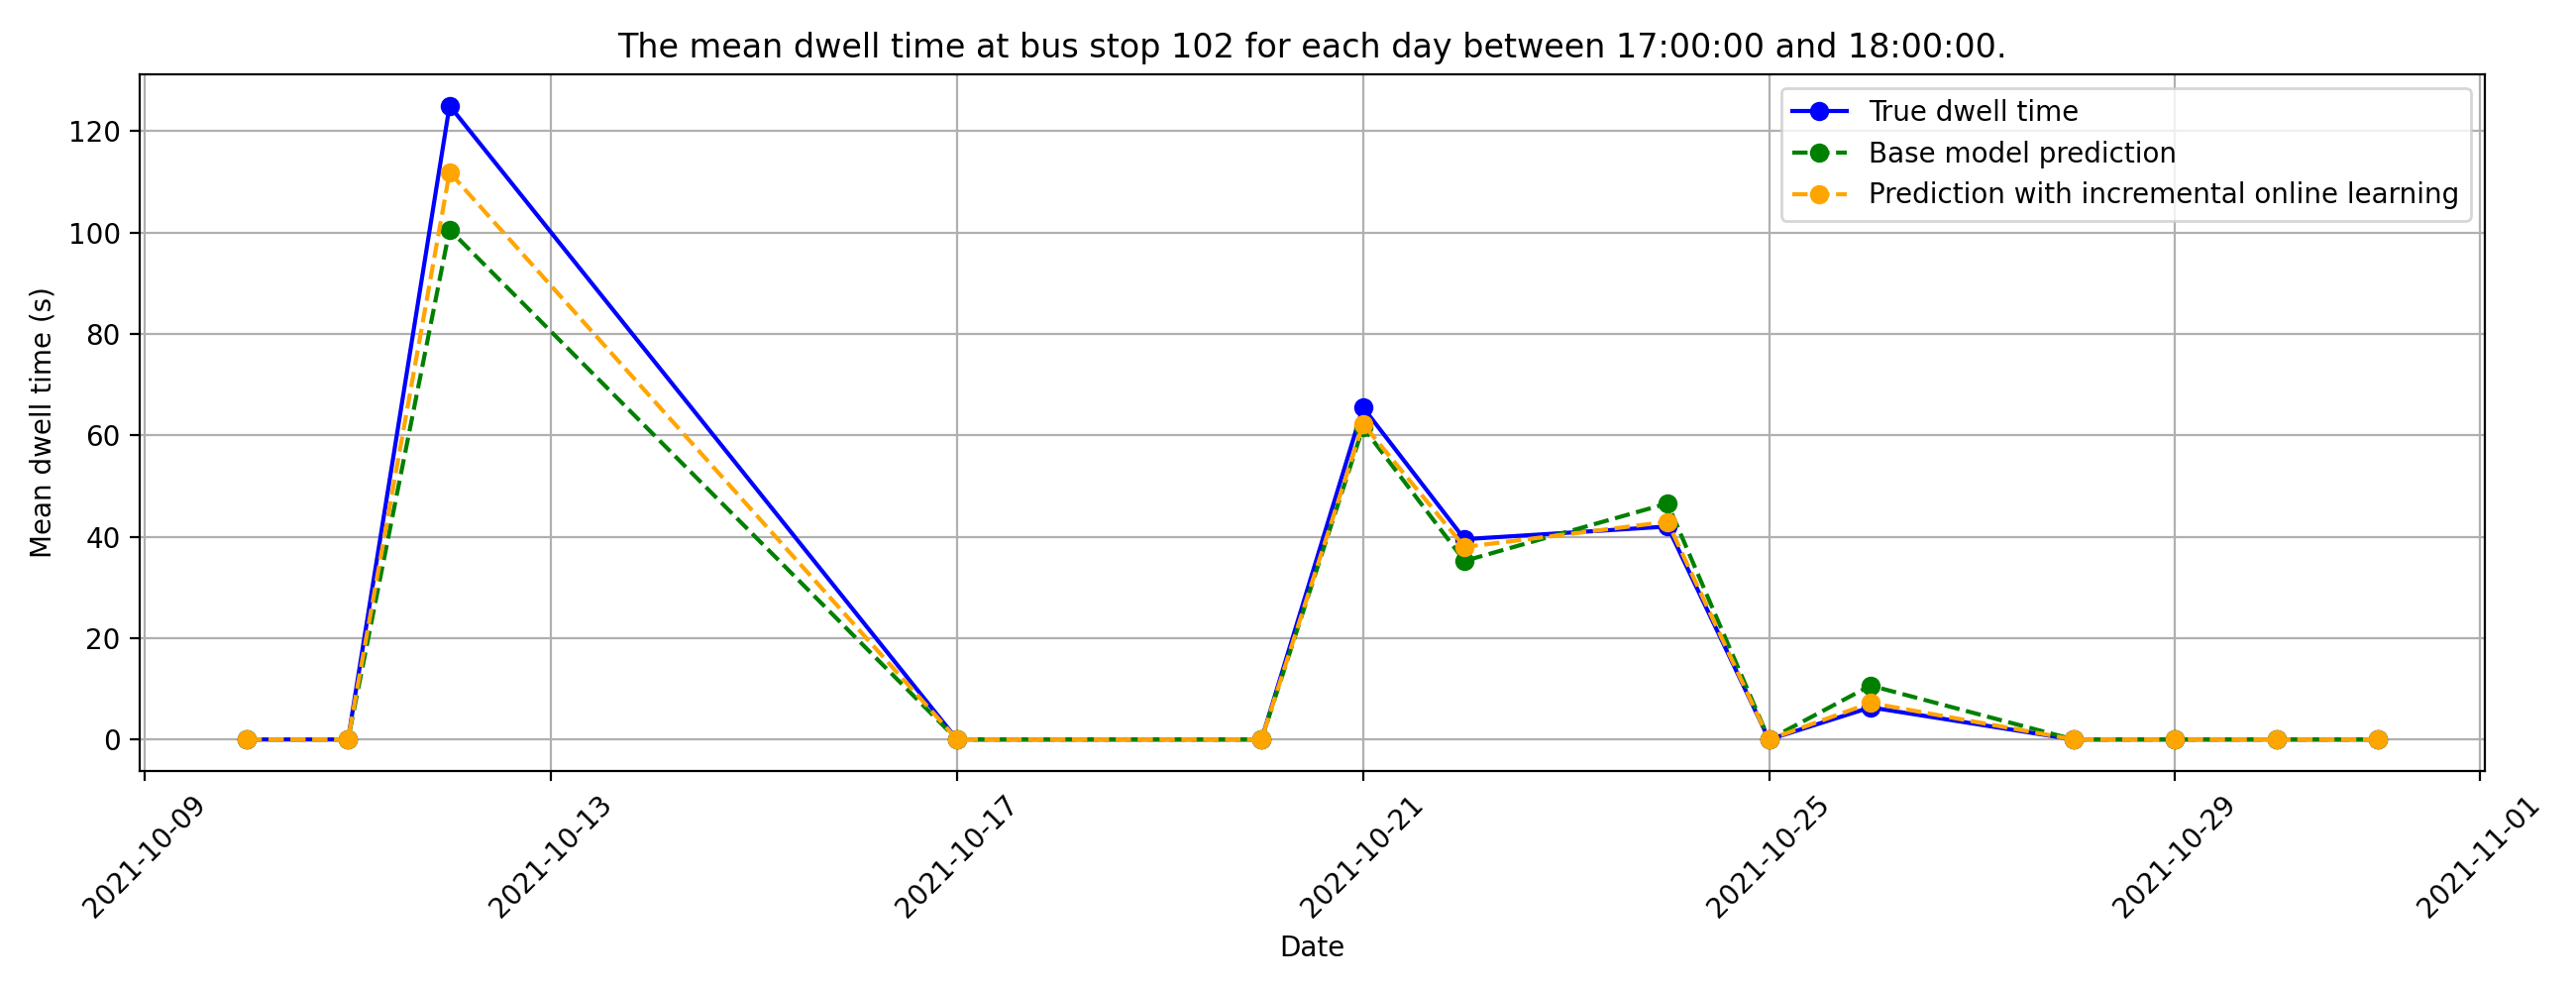 The mean dwell time at bus stop 102 for each day between 17:00:00 and 18:00:00.
True dwell time
Base model prediction
Prediction with incremental online learning
Mean dwell time (s)
120
100
80
60
40
20
0
2021-10-09
2021-10-13
2021-10-17
2021-10-21
2021-10-25
2021-10-29
2021-11-01
Date